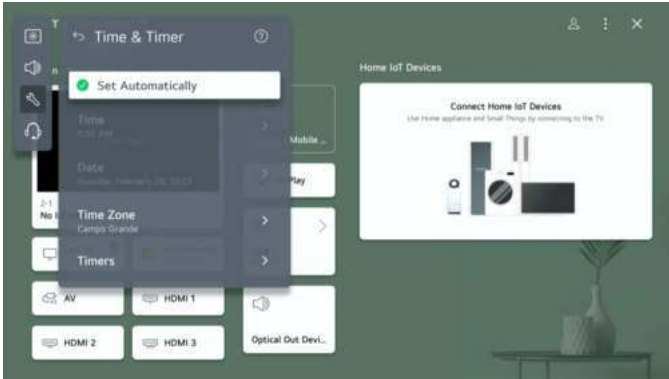 Time & Timer
Set Automatically
Time
Date
Time Zone
Campo Grande
Timers
Mobile ...
Play
2-1
AV
HDMI 1
HDMI 2
HDMI 3
Optical Out Devi...
Home IoT Devices
Connect Home IoT Devices
Use Home appliance and Small Things by connecting to the TV.